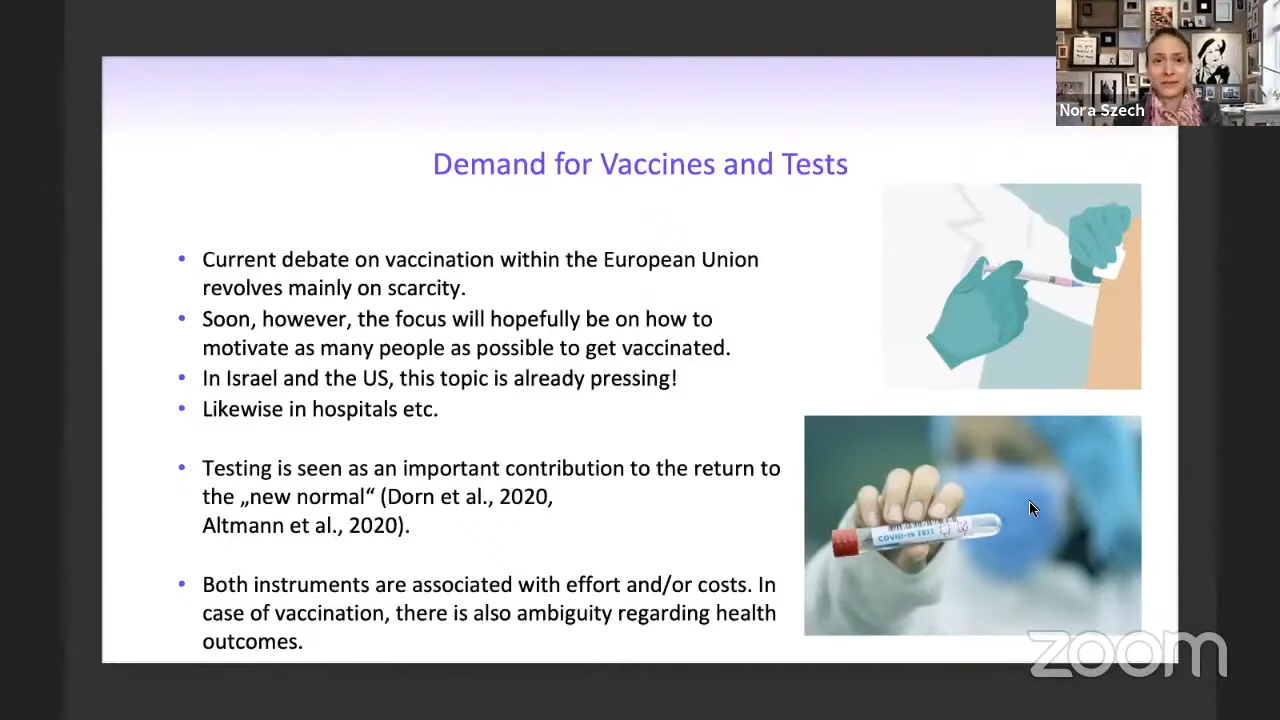 Nora Szech
Demand for Vaccines and Tests
• Current debate on vaccination within the European Union
revolves mainly on scarcity.
• Soon, however, the focus will hopefully be on how to
motivate as many people as possible to get vaccinated.
• In Israel and the US, this topic is already pressing!
• Likewise in hospitals etc.
• Testing is seen as an important contribution to the return to
the „new normal“ (Dorn et al., 2020,
Altmann et al., 2020).
• Both instruments are associated with effort and/or costs. In
case of vaccination, there is also ambiguity regarding health
outcomes.
COVID-19 TEST
zoom